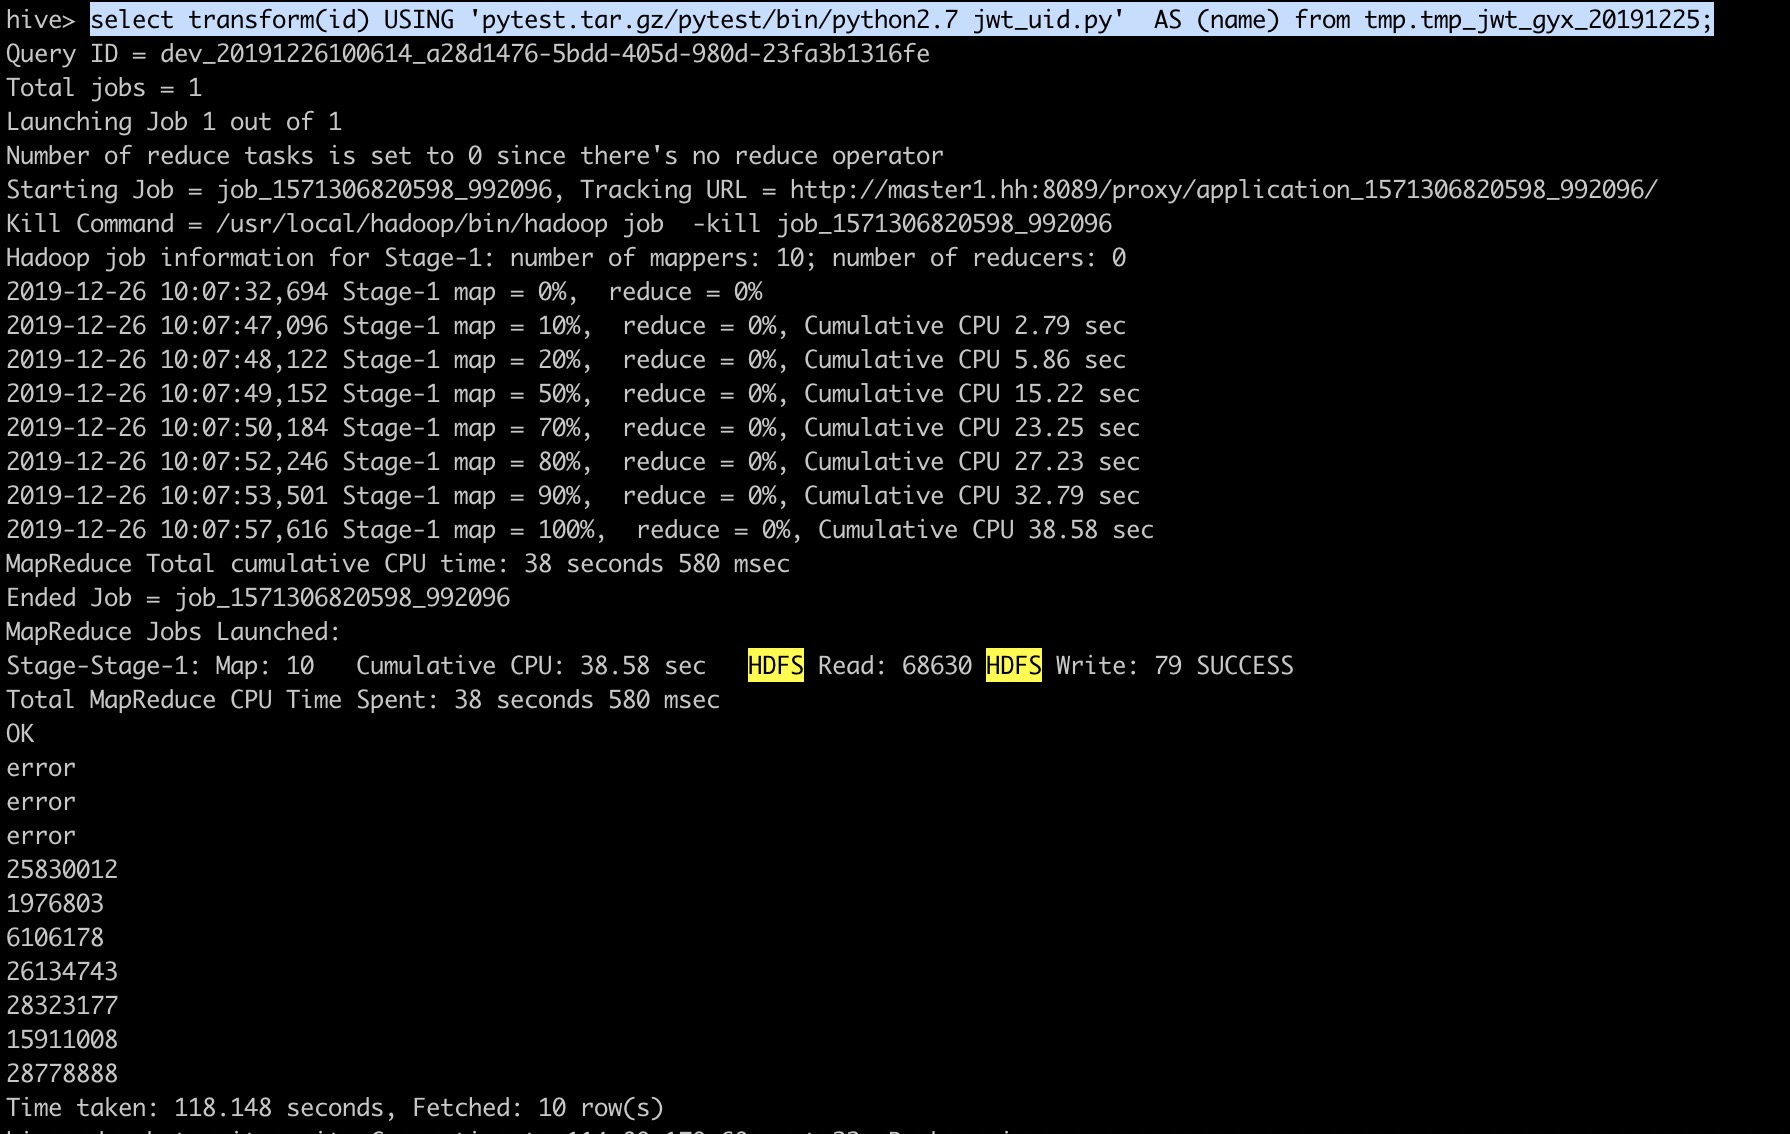 hive> select transform(id) USING 'pytest.tar.gz/pytest/bin/python2.7 jwt_uid.py'  AS (name) from tmp.tmp_jwt_gyx_20191225;
Query ID = dev_20191226100614_a28d1476-5bdd-405d-980d-23fa3b1316fe
Total jobs = 1
Launching Job 1 out of 1
Number of reduce tasks is set to 0 since there's no reduce operator
Starting Job = job_1571306820598_992096, Tracking URL = http://master1.hh:8089/proxy/application_1571306820598_992096/
Kill Command = /usr/local/hadoop/bin/hadoop job  -kill job_1571306820598_992096
Hadoop job information for Stage-1: number of mappers: 10; number of reducers: 0
2019-12-26 10:07:32,694 Stage-1 map = 0%,  reduce = 0%
2019-12-26 10:07:47,096 Stage-1 map = 10%,  reduce = 0%, Cumulative CPU 2.79 sec
2019-12-26 10:07:48,122 Stage-1 map = 20%,  reduce = 0%, Cumulative CPU 5.86 sec
2019-12-26 10:07:49,152 Stage-1 map = 50%,  reduce = 0%, Cumulative CPU 15.22 sec
2019-12-26 10:07:50,184 Stage-1 map = 70%,  reduce = 0%, Cumulative CPU 23.25 sec
2019-12-26 10:07:52,246 Stage-1 map = 80%,  reduce = 0%, Cumulative CPU 27.23 sec
2019-12-26 10:07:53,501 Stage-1 map = 90%,  reduce = 0%, Cumulative CPU 32.79 sec
2019-12-26 10:07:57,616 Stage-1 map = 100%,  reduce = 0%, Cumulative CPU 38.58 sec
MapReduce Total cumulative CPU time: 38 seconds 580 msec
Ended Job = job_1571306820598_992096
MapReduce Jobs Launched:
Stage-Stage-1: Map: 10   Cumulative CPU: 38.58 sec   HDFS Read: 68630 HDFS Write: 79 SUCCESS
Total MapReduce CPU Time Spent: 38 seconds 580 msec
OK
error
error
error
25830012
1976803
6106178
26134743
28323177
15911008
28778888
Time taken: 118.148 seconds, Fetched: 10 row(s)